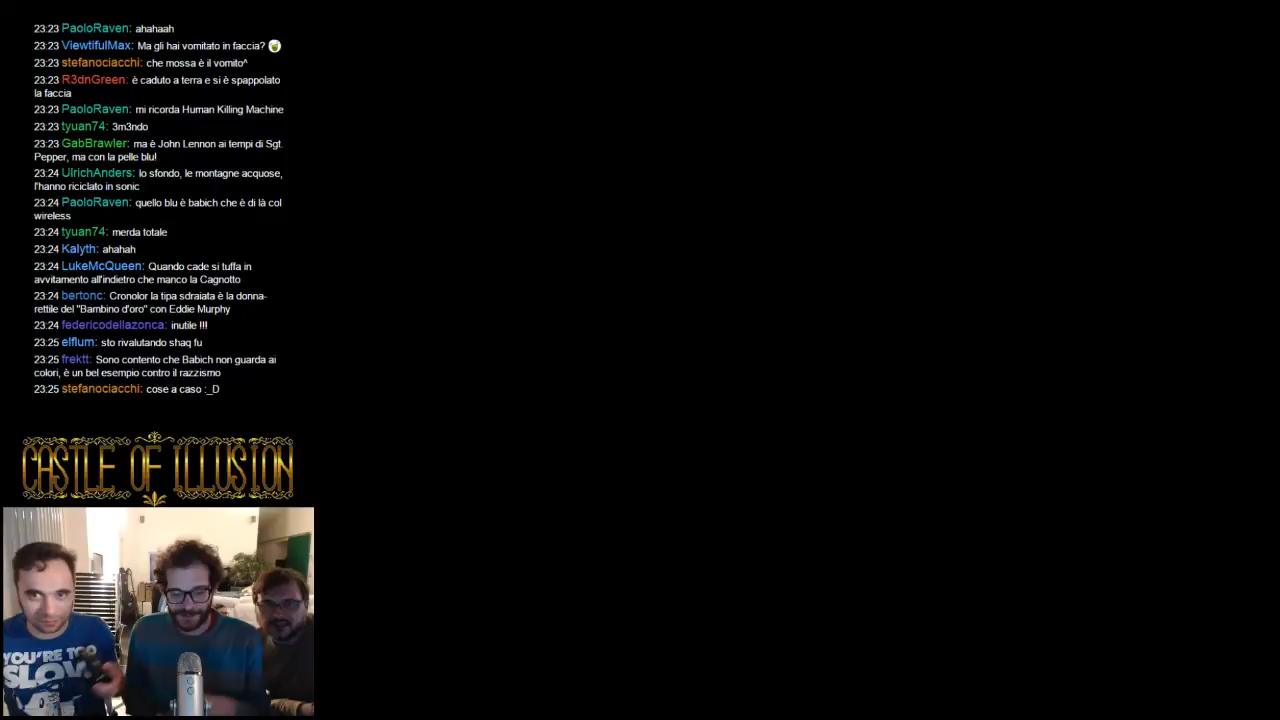 23:23 PaoloRaven: ahahaah
23:23 ViewtifulMax: Ma gli hai vomitato in faccia?
23:23 stefanociacchi: che mossa è il vomito^
23:23 R3dnGreen: è caduto a terra e si è spappolato
la faccia
23:23 PaoloRaven: mi ricorda Human Killing Machine
23:23 tyuan74: 3m3ndo
23:23 GabBrawler: ma è John Lennon ai tempi di Sgt.
Pepper, ma con la pelle blu!
23:24 UlrichAnders: lo sfondo, le montagne acquose,
l'hanno riciclato in sonic
23:24 PaoloRaven: quello blu è babich che è di là col
wireless
23:24 tyuan74: merda totale
23:24 Kalyth: ahahah
23:24 LukeMcQueen: Quando cade si tuffa in
avvitamento all'indietro che manco la Cagnotto
23:24 bertonc: Cronolor la tipa sdraiata è la donna-
rettile del "Bambino d'oro" con Eddie Murphy
23:24 federicodellazonca: inutile !!!
23:25 elflum: sto rivalutando shaq fu
23:25 frektt: Sono contento che Babich non guarda ai
colori, è un bel esempio contro il razzismo
23:25 stefanociacchi: cose a caso :_D
CASTLE OF ILLUSION
YOU'RE TOO
SLOW